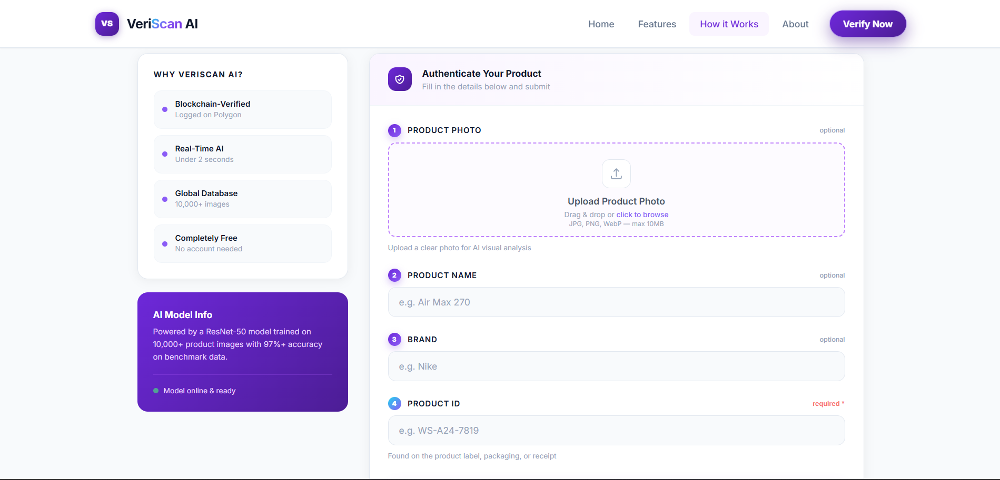 VS
VeriScan AI
Home
Features
How it Works
About
Verify Now
WHY VERISCAN AI?
Blockchain-Verified
Logged on Polygon
Real-Time AI
Under 2 seconds
Global Database
10,000+ images
Completely Free
No account needed
AI Model Info
Powered by a ResNet-50 model trained on
10,000+ product images with 97%+ accuracy
on benchmark data.
Model online & ready
Authenticate Your Product
Fill in the details below and submit
1 PRODUCT PHOTO optional
Upload Product Photo
Drag & drop or click to browse
JPG, PNG, WebP — max 10MB
Upload a clear photo for AI visual analysis
2 PRODUCT NAME optional
e.g. Air Max 270
3 BRAND optional
e.g. Nike
4 PRODUCT ID required *
e.g. WS-A24-7819
Found on the product label, packaging, or receipt